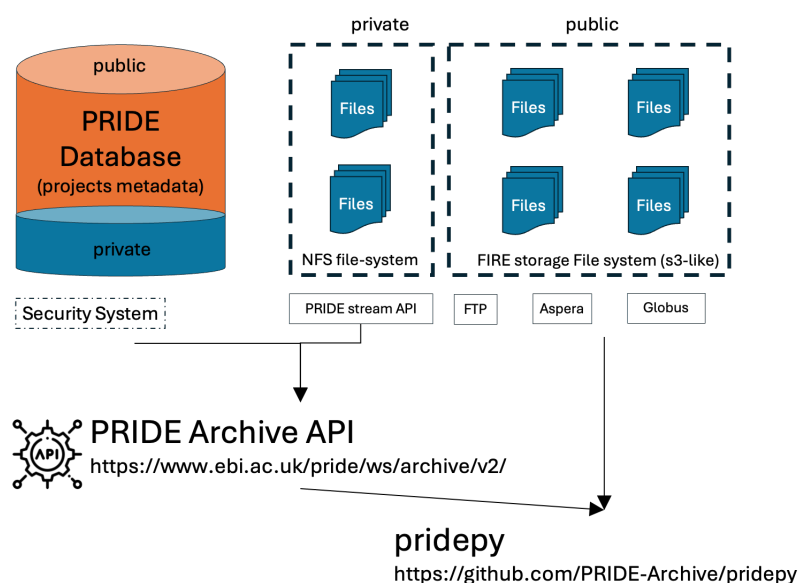 private
public
public
PRIDE
Database
(projects metadata)
private
Files
Files
Files
Files
Files
Files
NFS file-system
FIRE storage File system (s3-like)
Security System
PRIDE stream API
FTP
Aspera
Globus
API
PRIDE Archive API
https://www.ebi.ac.uk/pride/ws/archive/v2/
pridepy
https://github.com/PRIDE-Archive/pridepy